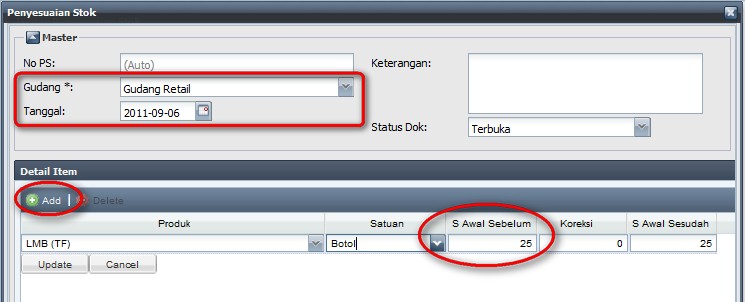 Penyesuaian Stok
Master
No PS: (Auto) Keterangan:
Gudang *: Gudang Retail
Tanggal: 2011-09-06
Status Dok: Terbuka
Detail Item
Add Delete
Produk Satuan S Awal Sebelum Koreksi S Awal Sesudah
LMB (TF) Botol 25 0 25
Update Cancel